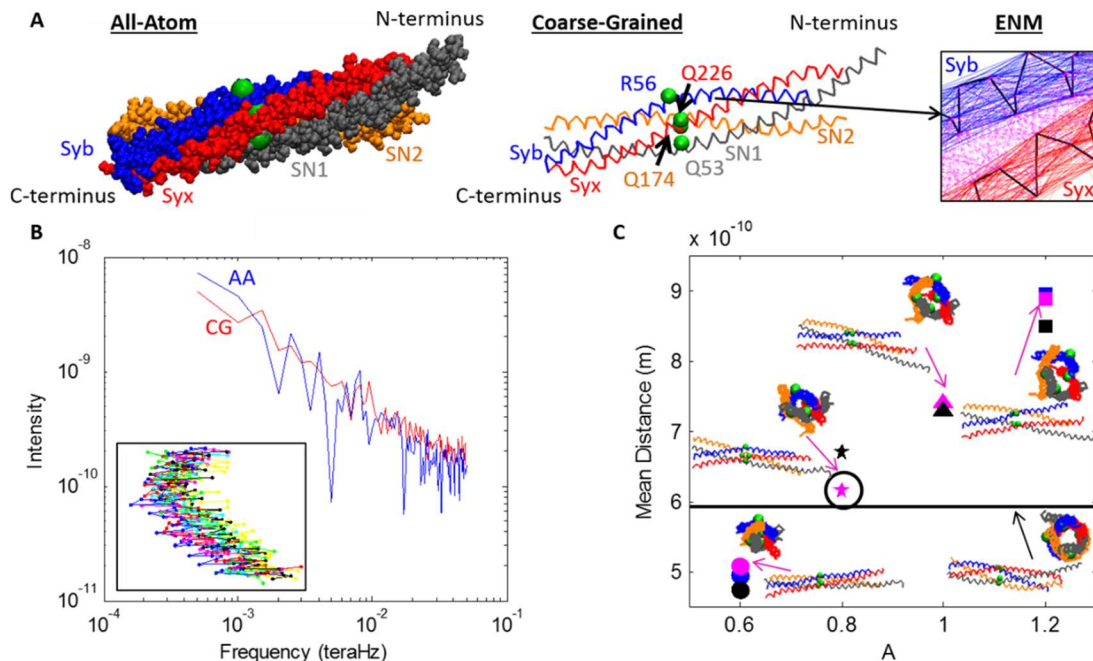 A
All-Atom
N-terminus
Syb
Syx
SN1
SN2
C-terminus
Coarse-Grained
N-terminus
R56
Q226
Syb
Syx
Q174
Q53
SN1
SN2
C-terminus
ENM
Syb
Syx
B
10⁻⁸
10⁻⁹
10⁻¹⁰
10⁻¹¹
Intensity
AA
CG
10⁻⁴
10⁻³
10⁻²
10⁻¹
Frequency (teraHz)
C
x 10⁻¹⁰
9
8
7
6
5
Mean Distance (m)
0.6
0.8
1
1.2
A